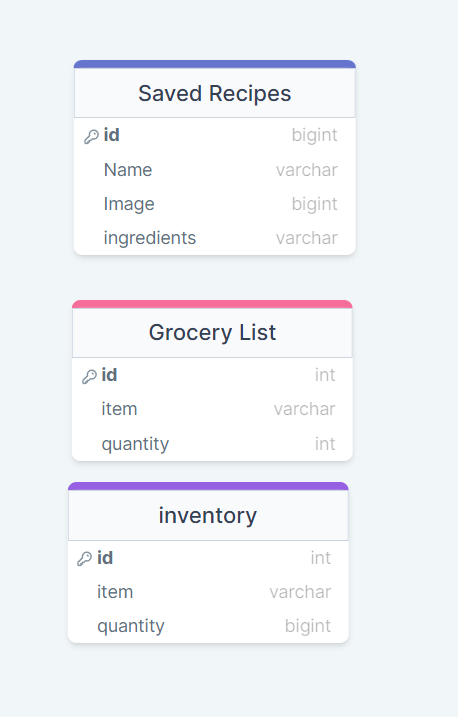 Saved Recipes
id bigint
Name varchar
Image bigint
ingredients varchar
Grocery List
id int
item varchar
quantity int
inventory
id int
item varchar
quantity bigint